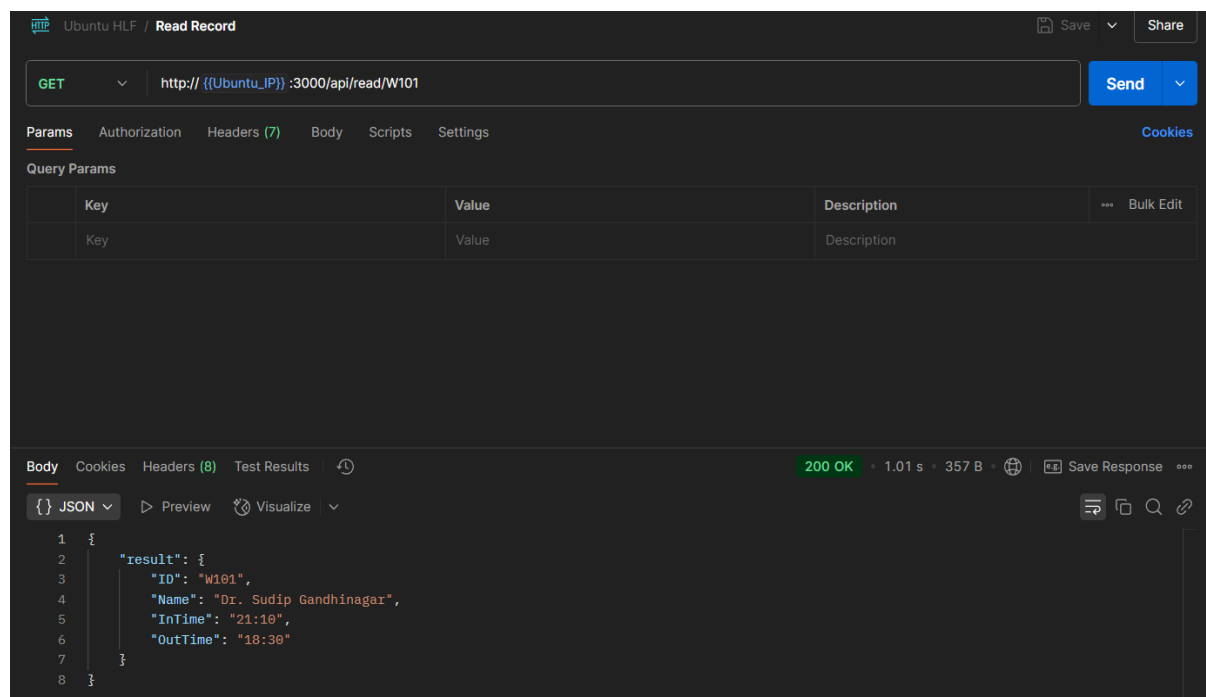 HTTP Ubuntu HLF / Read Record Save Share
GET http:// {{Ubuntu_IP}} :3000/api/read/W101 Send
Params Authorization Headers (7) Body Scripts Settings Cookies
Query Params
Key Value Description ••• Bulk Edit
Key Value Description
Body Cookies Headers (8) Test Results 200 OK • 1.01 s • 357 B • e.g. Save Response •••
{} JSON Preview Visualize
1 {
2 "result": {
3 "ID": "W101",
4 "Name": "Dr. Sudip Gandhinagar",
5 "InTime": "21:10",
6 "OutTime": "18:30"
7 }
8 }